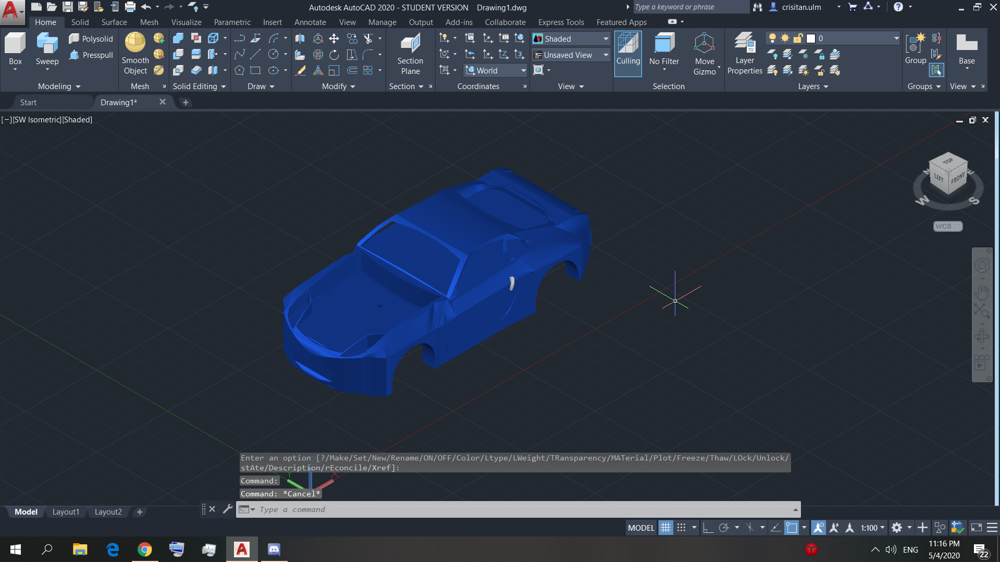 Autodesk AutoCAD 2020 - STUDENT VERSION Drawing1.dwg
Type a keyword or phrase
crisitan.ulm
Home Solid Surface Mesh Visualize Parametric Insert Annotate View Manage Output Add-ins Collaborate Express Tools Featured Apps
Box
Sweep
Polysolid
Presspull
Modeling
Smooth
Object
Mesh
Solid Editing
Draw
Modify
Section
Plane
Section
World
Coordinates
Shaded
Unsaved View
View
Culling
No Filter
Move
Gizmo
Selection
Layer
Properties
0
Layers
Group
Groups
Base
View
Start
Drawing1*
[−][SW Isometric][Shaded]
TOP
LEFT
FRONT
W
S
WCS
Enter an option [?/Make/Set/New/Rename/ON/OFF/Color/Ltype/LWeight/TRansparency/MATerial/Plot/Freeze/Thaw/LOck/Unlock/
stAte/Description/rEconcile/Xref]:
Command:
Command: *Cancel*
Type a command
Model Layout1 Layout2
MODEL
1:100
ENG
11:16 PM
5/4/2020
22